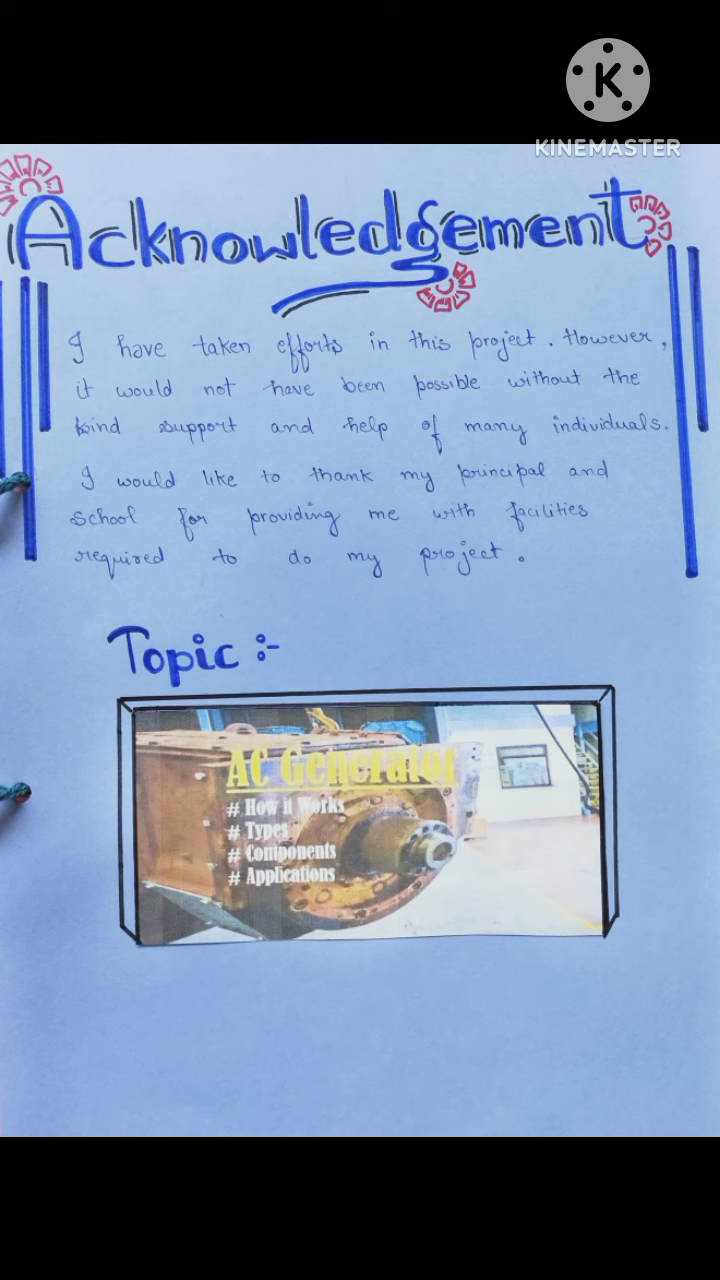 KINEMASTER
Acknowledgement
I have taken efforts in this project. However,
it would not have been possible without the
kind support and help of many individuals.
I would like to thank my principal and
school for providing me with facilities
required to do my project.
Topic :-
AC Generator
# How it Works
# Types
# Components
# Applications